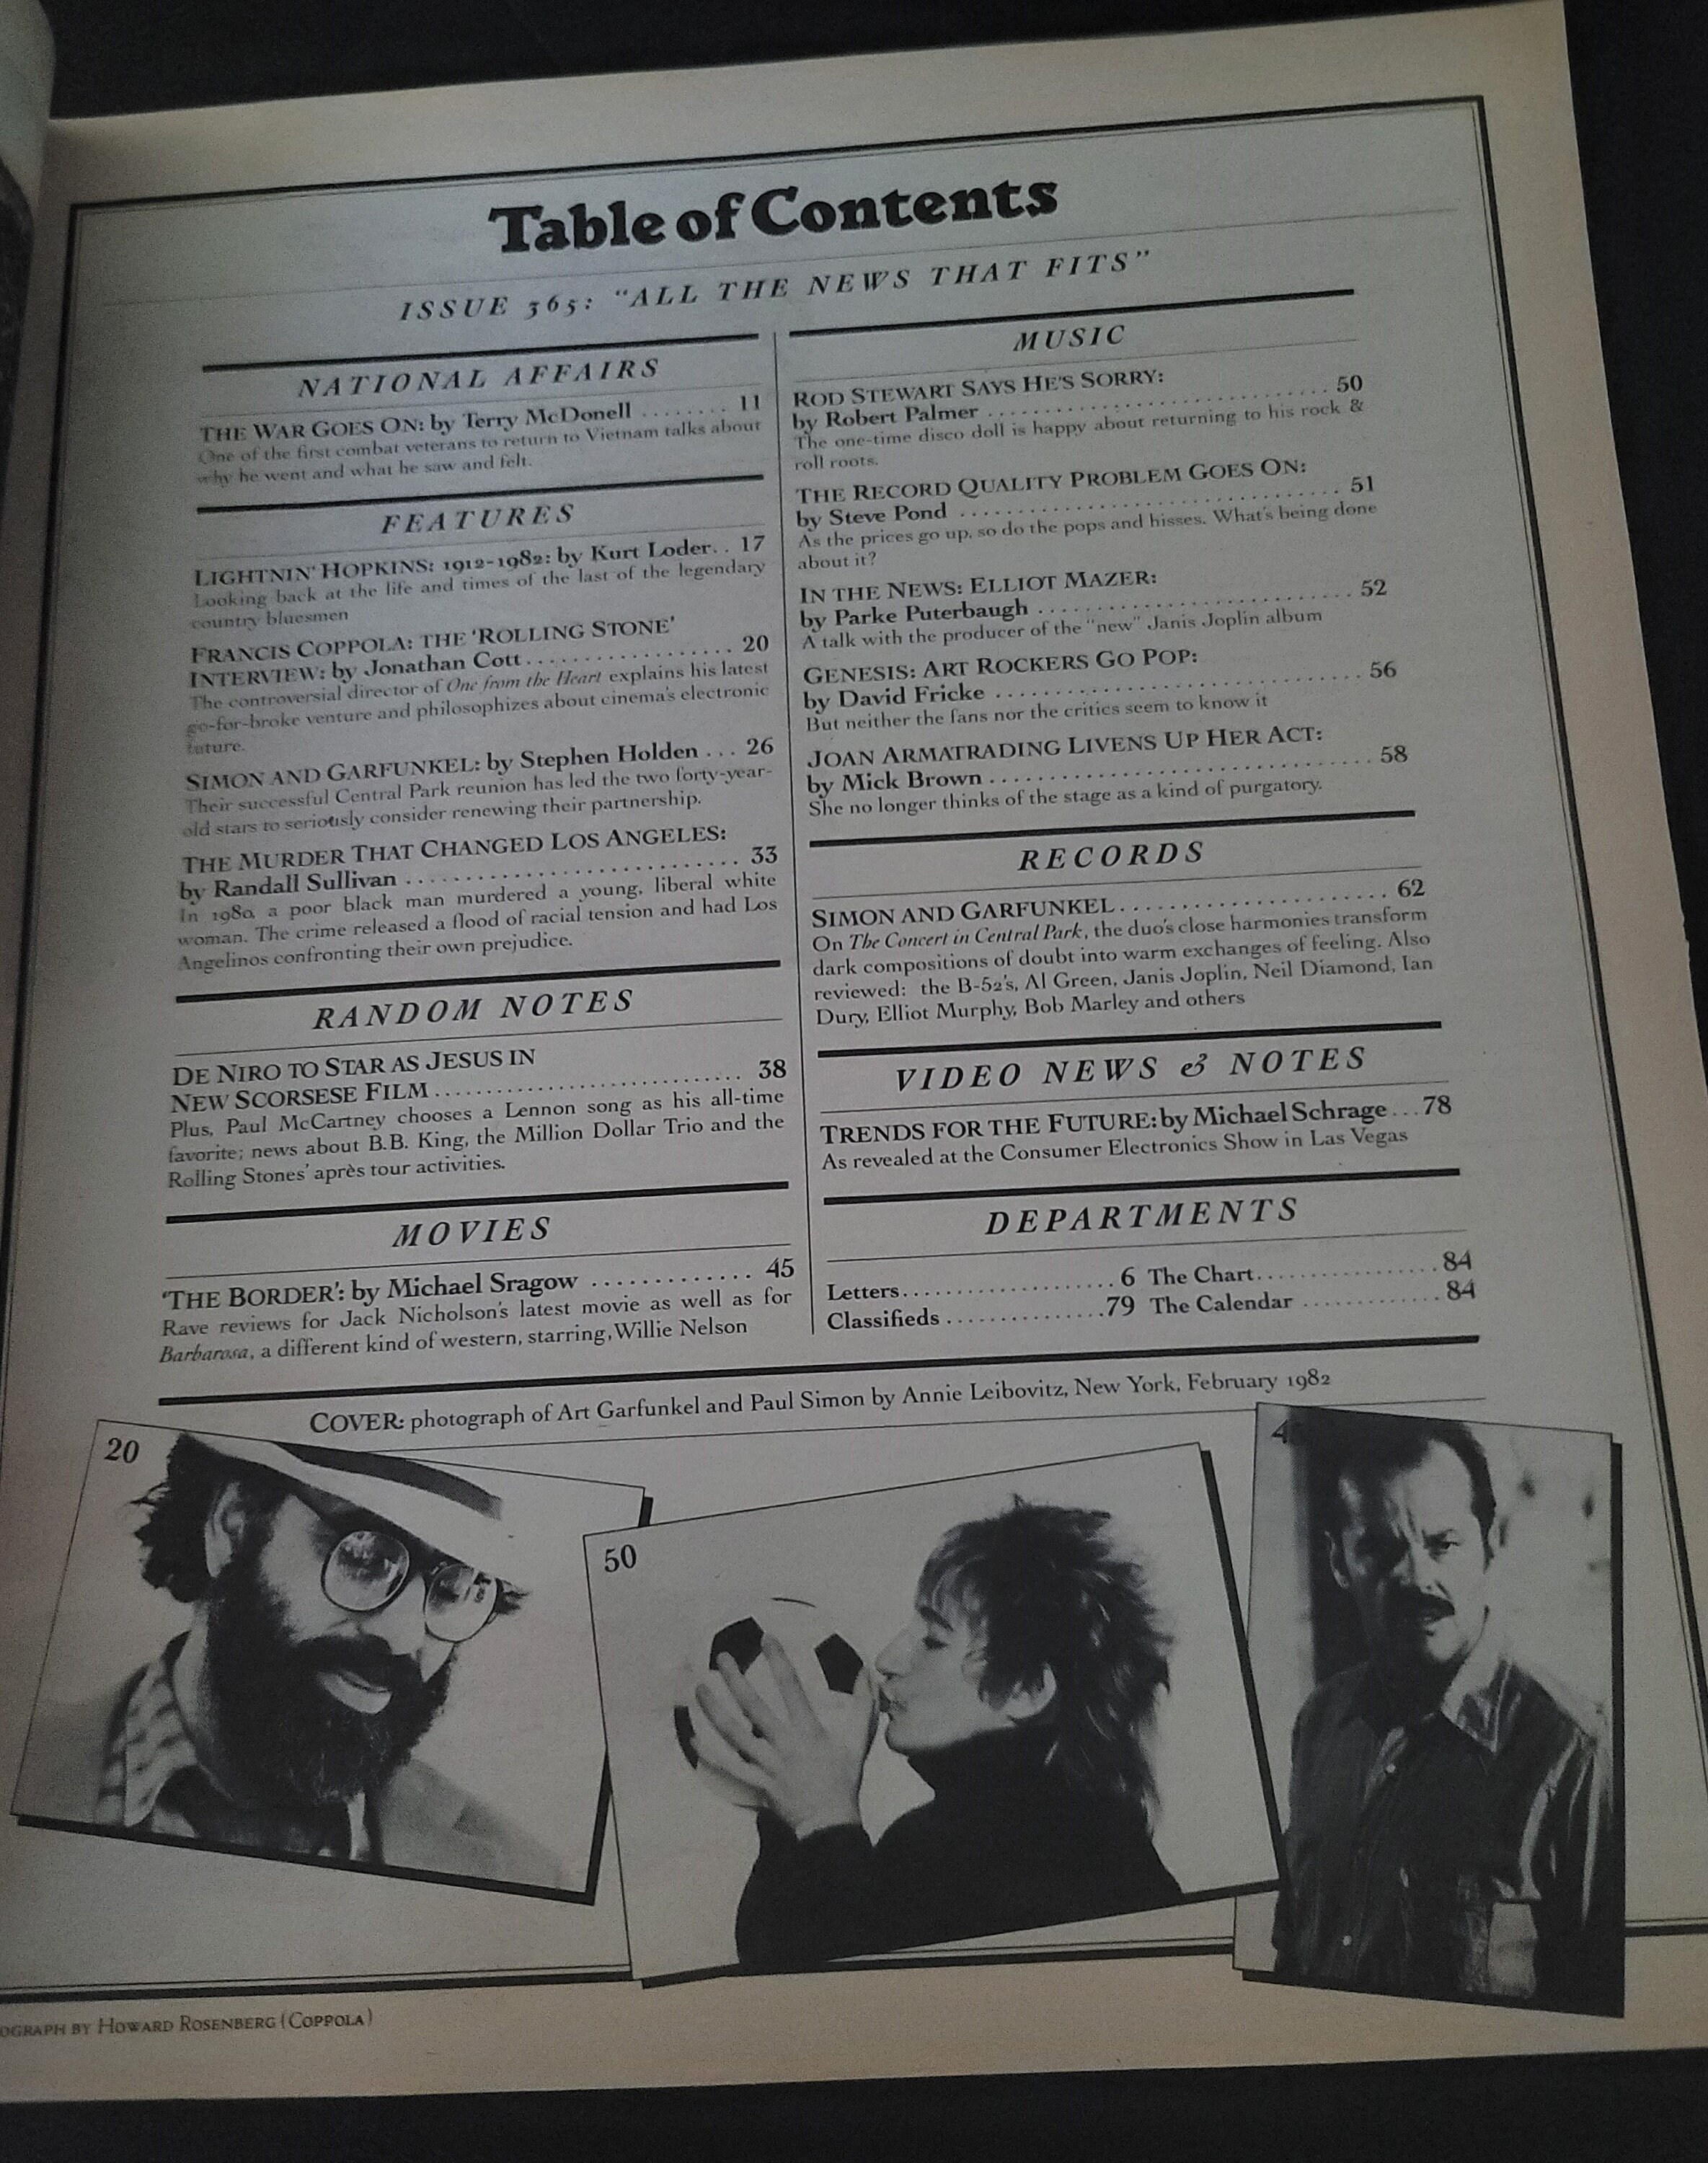 Table of Contents
ISSUE 365: “ALL THE NEWS THAT FITS”
NATIONAL AFFAIRS
THE WAR GOES ON: by Terry McDonell ........ 11
One of the first combat veterans to return to Vietnam talks about
why he went and what he saw and felt.
FEATURES
LIGHTNIN' HOPKINS: 1912-1982: by Kurt Loder.. 17
Looking back at the life and times of the last of the legendary
country bluesmen
FRANCIS COPPOLA: THE ‘ROLLING STONE’
INTERVIEW: by Jonathan Cott.................. 20
The controversial director of One from the Heart explains his latest
go-for-broke venture and philosophizes about cinema's electronic
future.
SIMON AND GARFUNKEL: by Stephen Holden ... 26
Their successful Central Park reunion has led the two forty-year-
old stars to seriously consider renewing their partnership.
THE MURDER THAT CHANGED LOS ANGELES:
by Randall Sullivan ........................... 33
In 1980, a poor black man murdered a young, liberal white
woman. The crime released a flood of racial tension and had Los
Angelinos confronting their own prejudice.
RANDOM NOTES
DE NIRO TO STAR AS JESUS IN
NEW SCORSESE FILM........................... 38
Plus, Paul McCartney chooses a Lennon song as his all-time
favorite; news about B.B. King, the Million Dollar Trio and the
Rolling Stones' après tour activities.
MOVIES
‘THE BORDER’: by Michael Sragow ............. 45
Rave reviews for Jack Nicholson's latest movie as well as for
Barbarosa, a different kind of western, starring Willie Nelson
MUSIC
ROD STEWART SAYS HE'S SORRY:
by Robert Palmer .............................. 50
The one-time disco doll is happy about returning to his rock &
roll roots.
THE RECORD QUALITY PROBLEM GOES ON:
by Steve Pond ................................. 51
As the prices go up, so do the pops and hisses. What's being done
about it?
IN THE NEWS: ELLIOT MAZER:
by Parke Puterbaugh .......................... 52
A talk with the producer of the “new” Janis Joplin album
GENESIS: ART ROCKERS GO POP:
by David Fricke ............................... 56
But neither the fans nor the critics seem to know it
JOAN ARMATRADING LIVENS UP HER ACT:
by Mick Brown ................................ 58
She no longer thinks of the stage as a kind of purgatory.
RECORDS
SIMON AND GARFUNKEL...................... 62
On The Concert in Central Park, the duo's close harmonies transform
dark compositions of doubt into warm exchanges of feeling. Also
reviewed: the B-52's, Al Green, Janis Joplin, Neil Diamond, Ian
Dury, Elliot Murphy, Bob Marley and others
VIDEO NEWS & NOTES
TRENDS FOR THE FUTURE: by Michael Schrage ...78
As revealed at the Consumer Electronics Show in Las Vegas
DEPARTMENTS
Letters.....................6 The Chart.................84
Classifieds ...............79 The Calendar .............84
COVER: photograph of Art Garfunkel and Paul Simon by Annie Leibovitz, New York, February 1982
20
50
4
OGRAPH BY HOWARD ROSENBERG (COPPOLA)